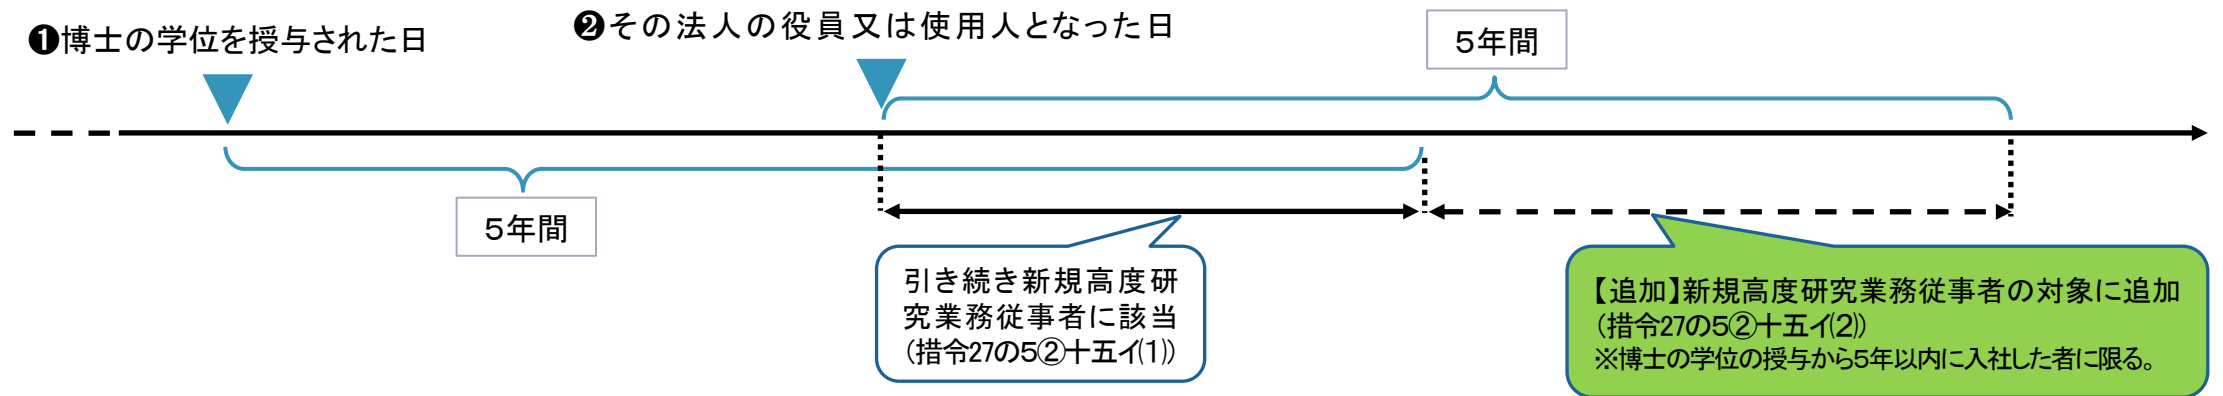 ❶博士の学位を授与された日
❷その法人の役員又は使用人となった日
５年間
５年間
引き続き新規高度研
究業務従事者に該当
（措令27の5②十五イ⑴）
【追加】新規高度研究業務従事者の対象に追加
（措令27の5②十五イ⑵）
※博士の学位の授与から5年以内に入社した者に限る。